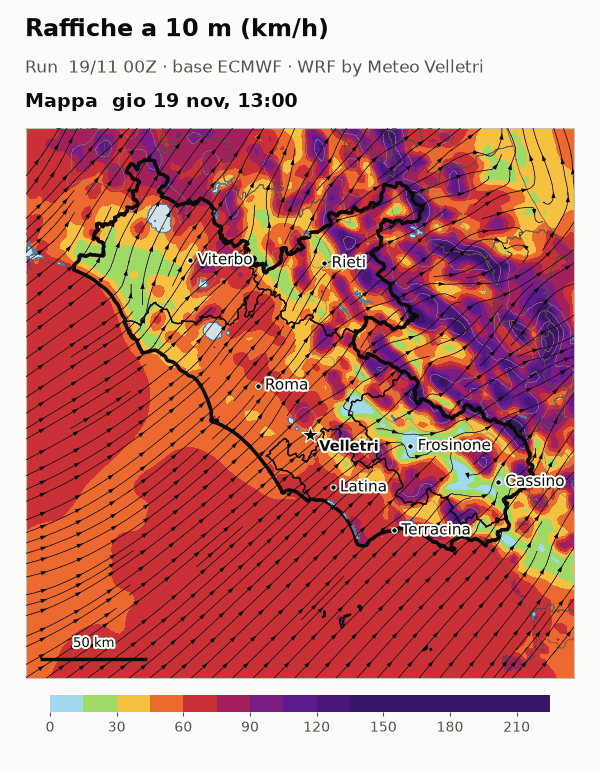 Raffiche a 10 m (km/h)
Run 19/11 00Z · base ECMWF · WRF by Meteo Velletri
Mappa gio 19 nov, 13:00
Viterbo
Rieti
Roma
Velletri
Frosinone
Cassino
Latina
Terracina
50 km
0 30 60 90 120 150 180 210